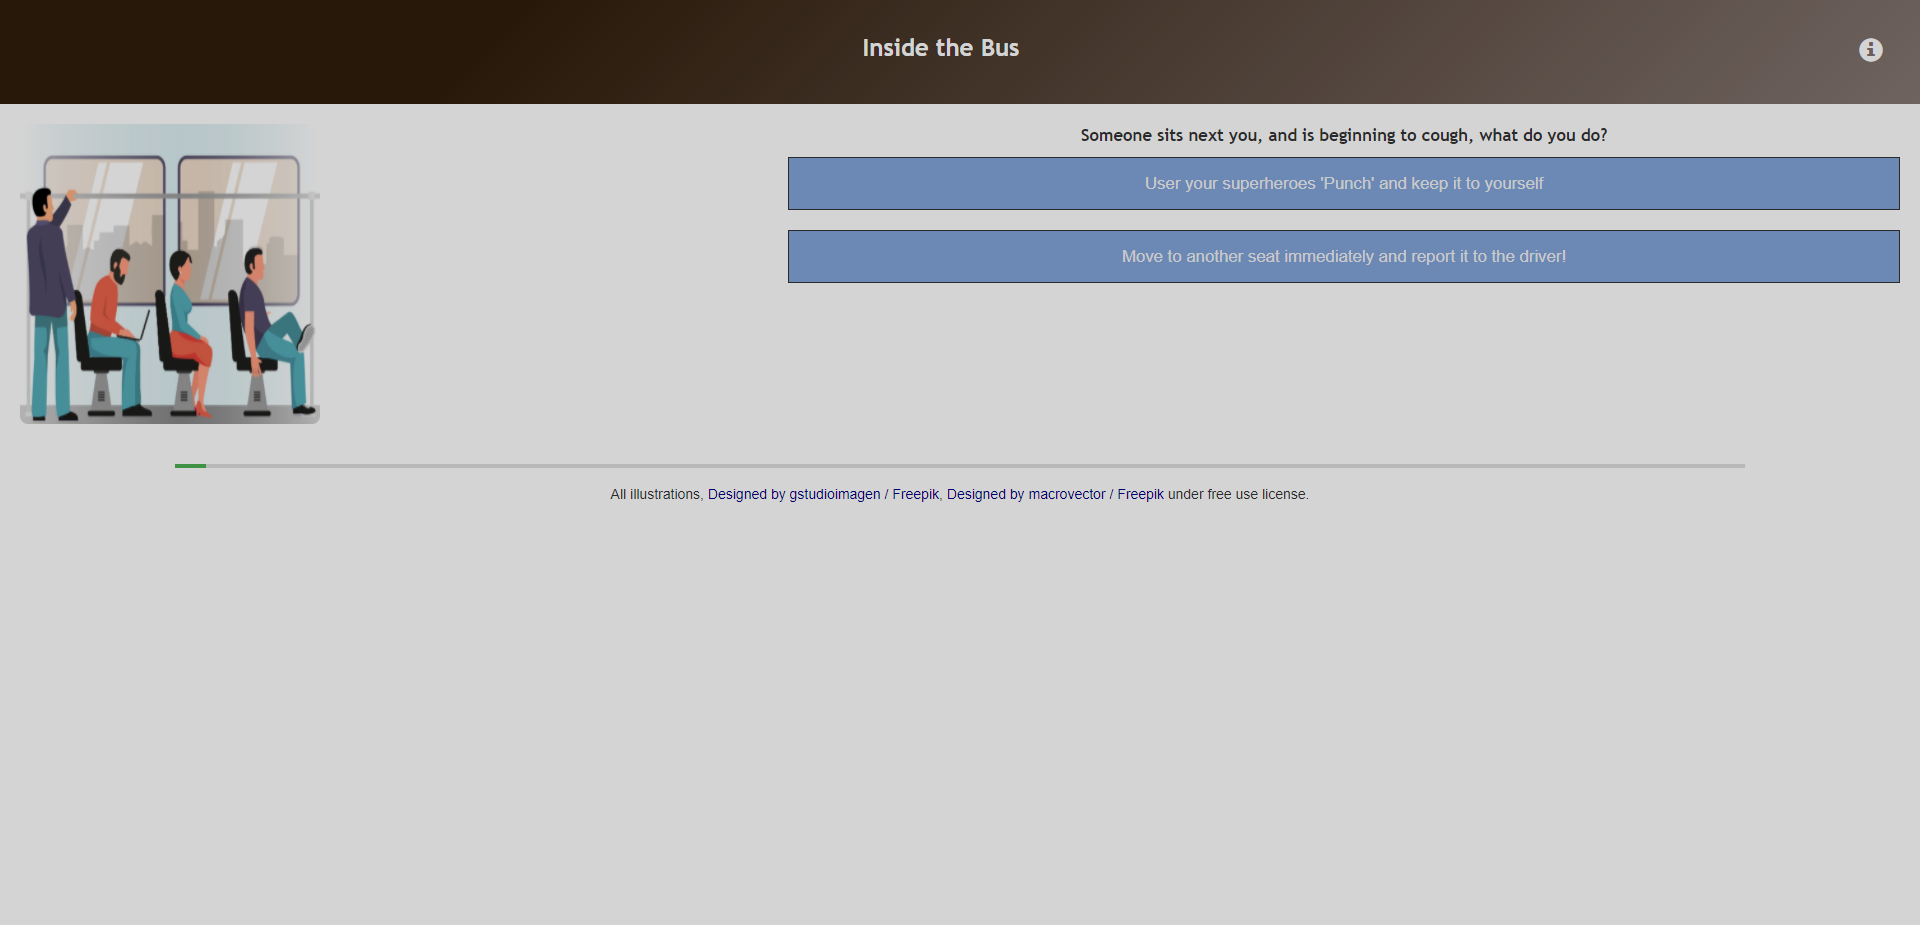 Inside the Bus
Someone sits next you, and is beginning to cough, what do you do?
User your superheroes 'Punch' and keep it to yourself
Move to another seat immediately and report it to the driver!
All illustrations, Designed by gstudioimagen / Freepik, Designed by macrovector / Freepik under free use license.